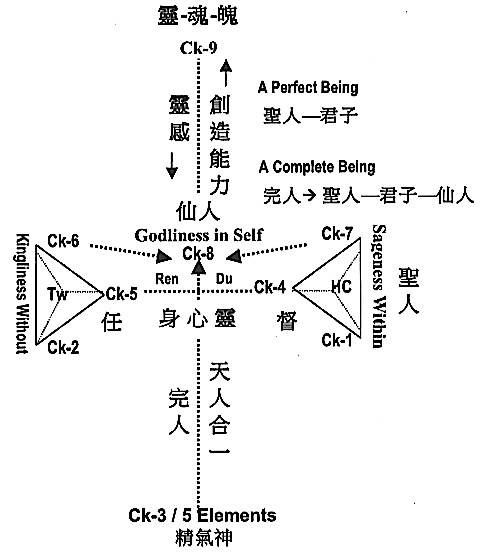 靈-魂-魄
Ck-9
靈感
創造能力
A Perfect Being
聖人—君子
A Complete Being
完人→聖人—君子—仙人
仙人
Godliness in Self
Ck-8
Ck-6
Ck-7
Kingliness Without
Tw
Ck-5
Ren
Du
Ck-4
HC
Sageness Within
聖人
Ck-2
任
身心靈
督
Ck-1
完人
天人合一
Ck-3 / 5 Elements
精氣神